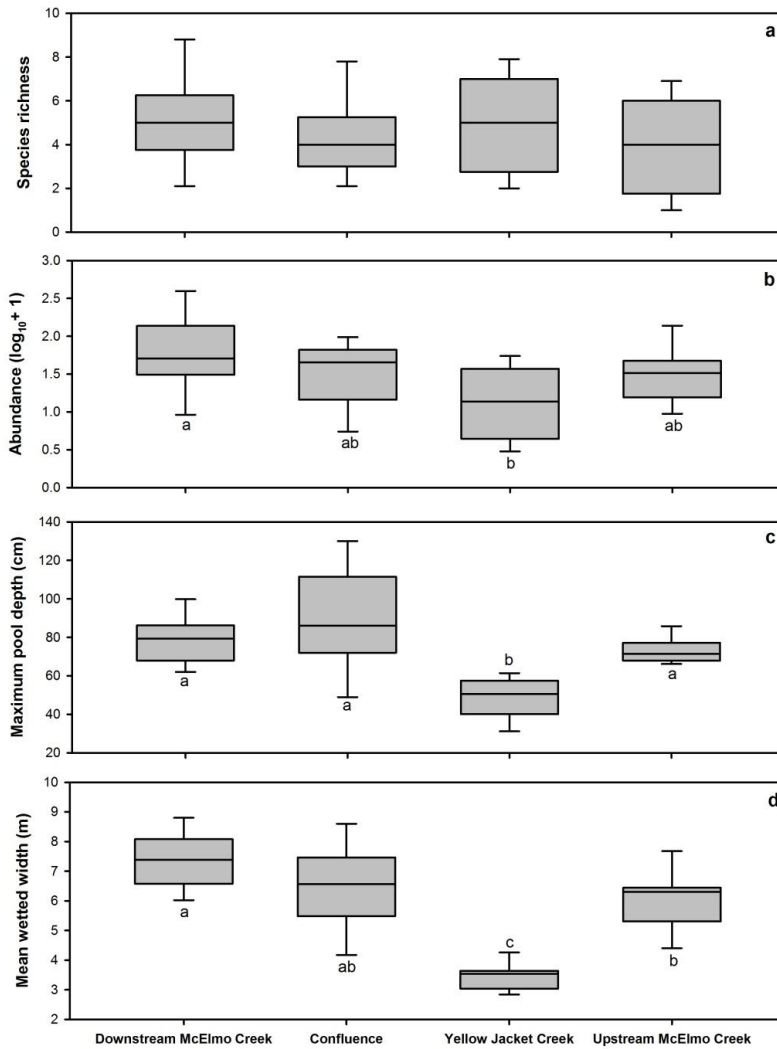 10
a
8
6
4
2
0
Species richness
3.0
b
2.5
2.0
1.5
1.0
0.5
0.0
Abundance (log₁₀+ 1)
a
ab
b
ab
140
c
120
100
80
60
40
20
Maximum pool depth (cm)
a
a
b
a
10
d
9
8
7
6
5
4
3
2
Mean wetted width (m)
a
ab
c
b
Downstream McElmo Creek Confluence Yellow Jacket Creek Upstream McElmo Creek